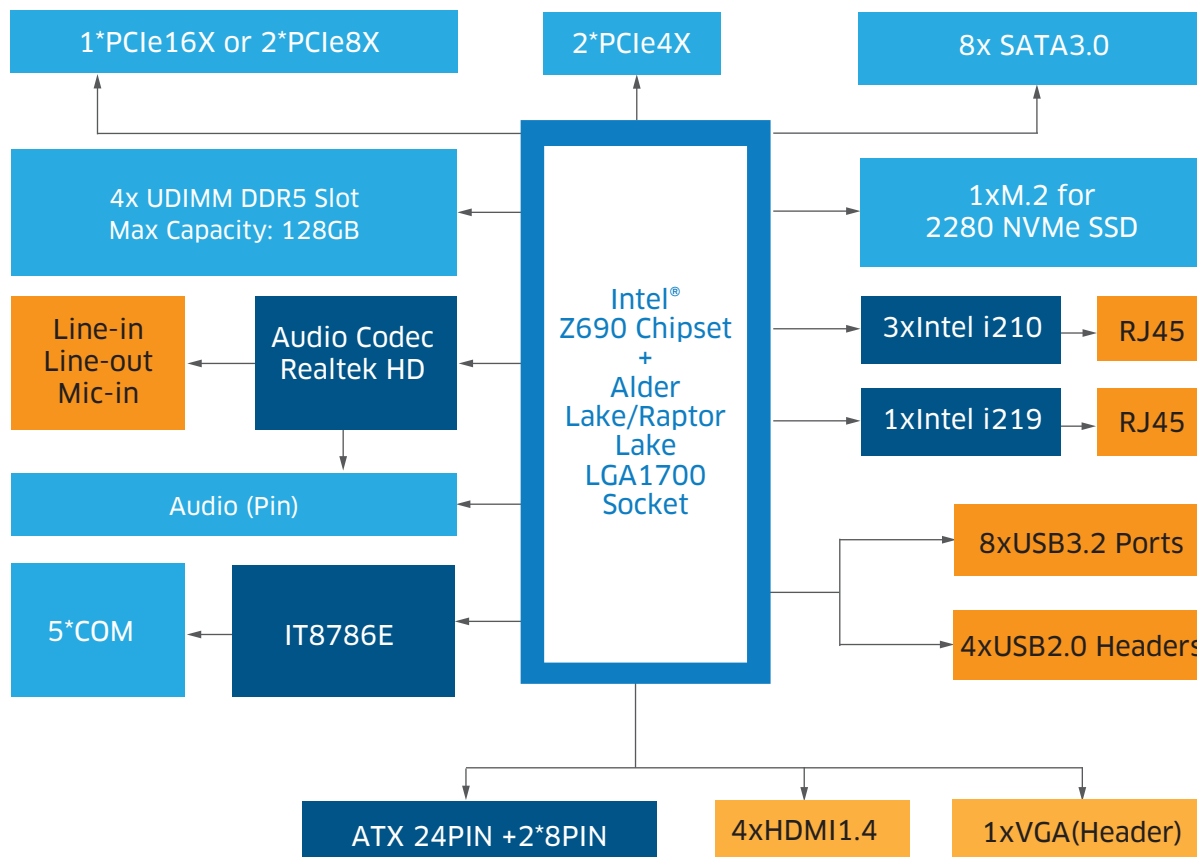 1*PCIe16X or 2*PCIe8X
2*PCIe4X
8x SATA3.0
4x UDIMM DDR5 Slot
Max Capacity: 128GB
1xM.2 for
2280 NVMe SSD
Line-in
Line-out
Mic-in
Audio Codec
Realtek HD
Intel®
Z690 Chipset
+
Alder
Lake/Raptor
Lake
LGA1700
Socket
3xIntel i210
RJ45
1xIntel i219
RJ45
Audio (Pin)
8xUSB3.2 Ports
5*COM
IT8786E
4xUSB2.0 Headers
ATX 24PIN +2*8PIN
4xHDMI1.4
1xVGA(Header)